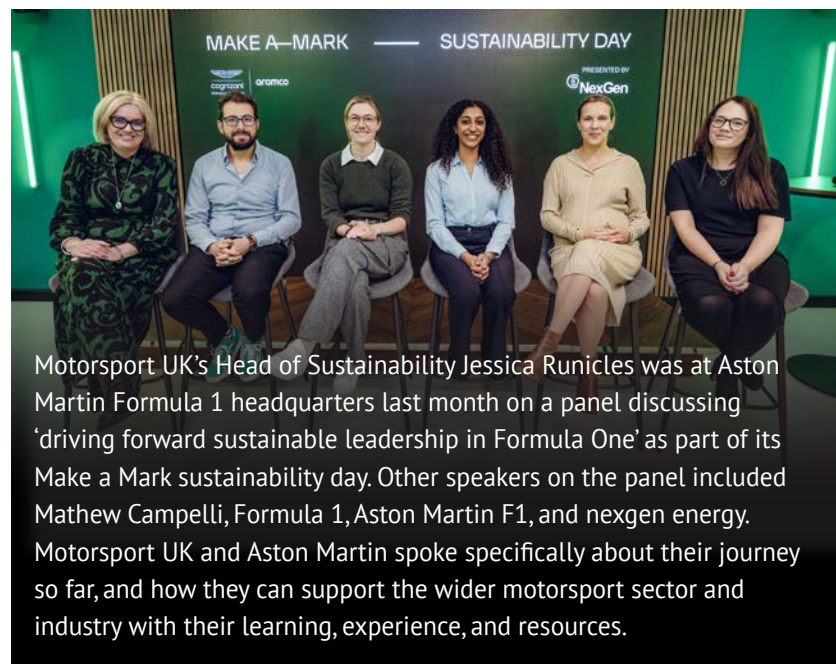 MAKE A—MARK — SUSTAINABILITY DAY
cognizant
aramco
PRESENTED BY
NexGen
Motorsport UK’s Head of Sustainability Jessica Runicles was at Aston
Martin Formula 1 headquarters last month on a panel discussing
‘driving forward sustainable leadership in Formula One’ as part of its
Make a Mark sustainability day. Other speakers on the panel included
Mathew Campelli, Formula 1, Aston Martin F1, and nexgen energy.
Motorsport UK and Aston Martin spoke specifically about their journey
so far, and how they can support the wider motorsport sector and
industry with their learning, experience, and resources.